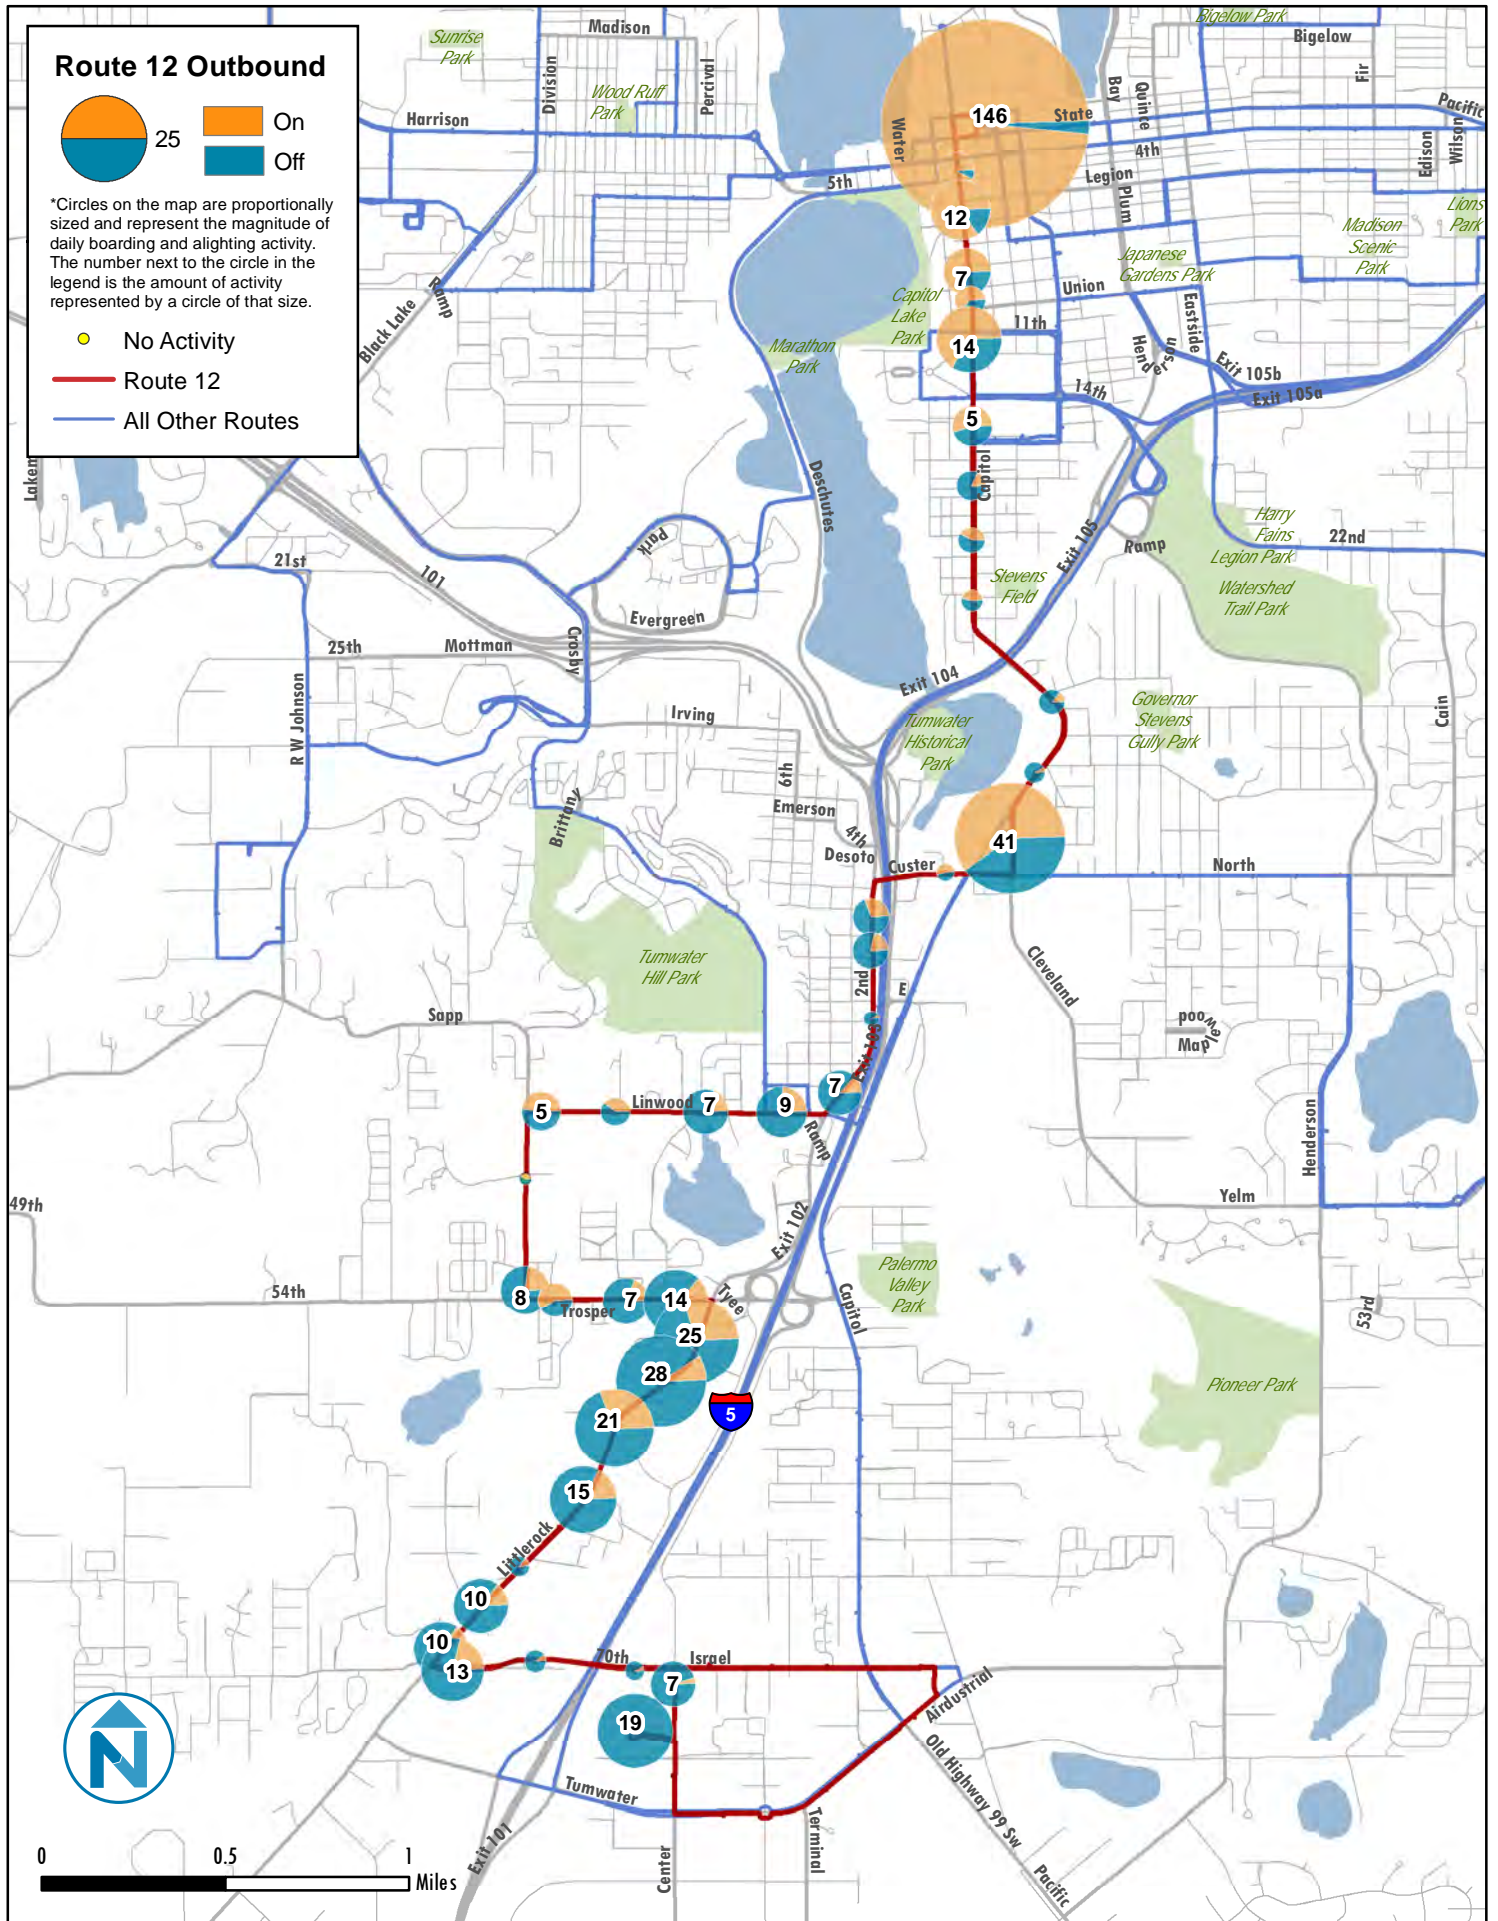 Route 12 Outbound
25
On
Off
*Circles on the map are proportionally
sized and represent the magnitude of
daily boarding and alighting activity.
The number next to the circle in the
legend is the amount of activity
represented by a circle of that size.
No Activity
Route 12
All Other Routes
Sunrise
Park
Madison
Division
Wood Ruff
Park
Percival
Harrison
Water
146
State
Bay
Quince
Bigelow Park
Bigelow
Fir
Pacific
Edison
Wilson
4th
5th
Legion
Plum
12
Lions
Park
Madison
Scenic
Park
Japanese
Gardens Park
7
Union
Eastside
Ramp
Black Lake
Capitol
Lake
Park
11th
Marathon
Park
14
Henderson
Exit 105b
Exit 105a
14th
5
Lakem
Capitol
Deschutes
Harry
Fains
Legion Park
22nd
Exit 105
Ramp
Park
21st
101
Stevens
Field
Watershed
Trail Park
Evergreen
25th
Mottman
Crosby
Exit 104
R W Johnson
Irving
Tumwater
Historical
Park
Governor
Stevens
Gully Park
Cain
6th
Emerson
4th
Brittany
Desoto
Custer
41
North
Tumwater
Hill Park
2nd
E
Cleveland
Sapp
Exit 103
Maplewood
5
Linwood
7
9
7
Ramp
Henderson
49th
Yelm
Exit 102
Palermo
Valley
Park
54th
8
Trosper
7
14
Tyee
Capitol
53rd
25
28
5
Pioneer Park
21
15
Littlerock
10
10
13
70th
Israel
7
19
Airdustrial
N
Tumwater
Old Highway 99 Sw
Terminal
Exit 101
Center
Pacific
0
0.5
1
Miles